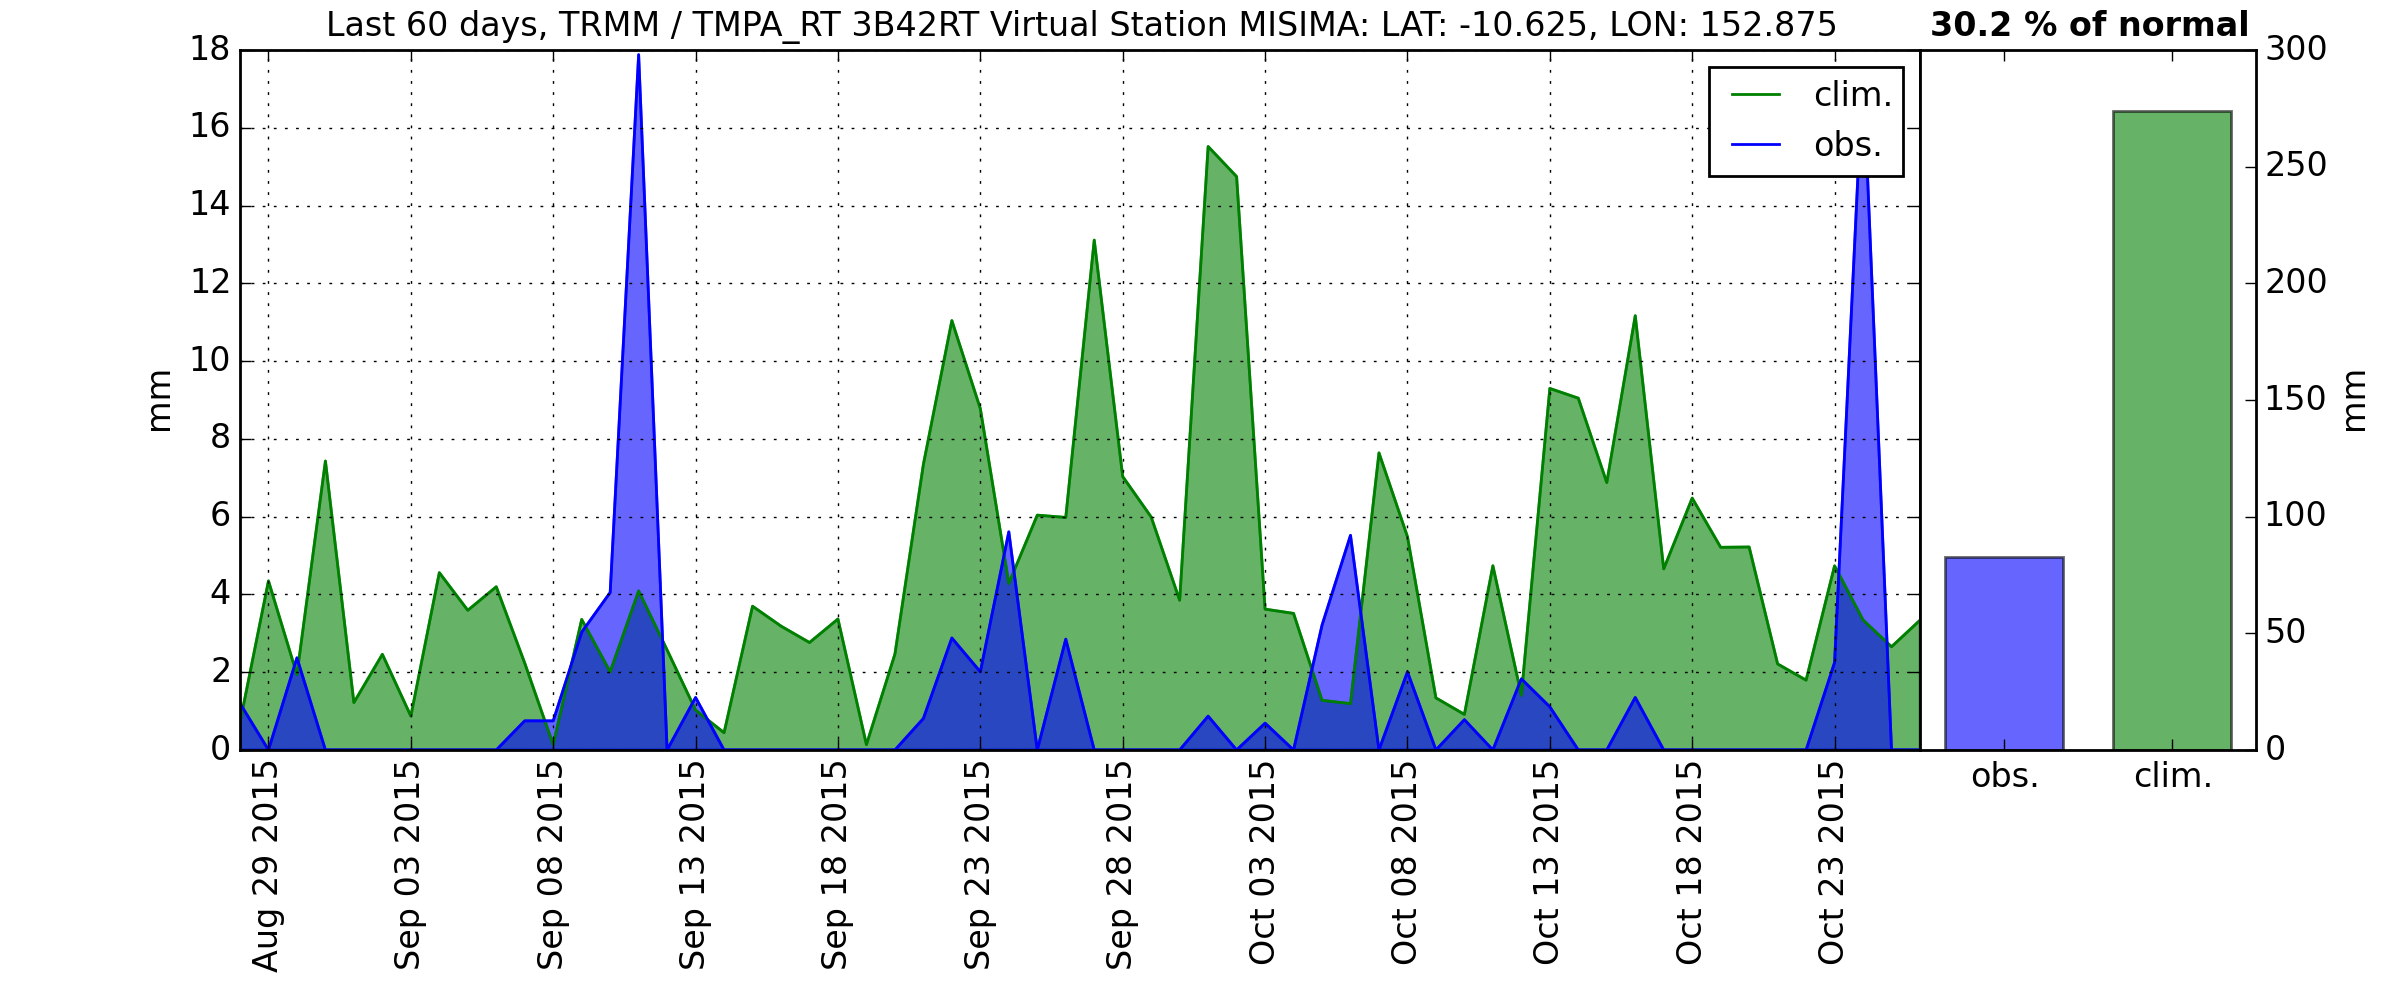 Last 60 days, TRMM / TMPA_RT 3B42RT Virtual Station MISIMA: LAT: -10.625, LON: 152.875
30.2 % of normal
18
16
14
12
10
8
6
4
2
0
mm
clim.
obs.
300
250
200
150
100
50
0
mm
Aug 29 2015
Sep 03 2015
Sep 08 2015
Sep 13 2015
Sep 18 2015
Sep 23 2015
Sep 28 2015
Oct 03 2015
Oct 08 2015
Oct 13 2015
Oct 18 2015
Oct 23 2015
obs.
clim.